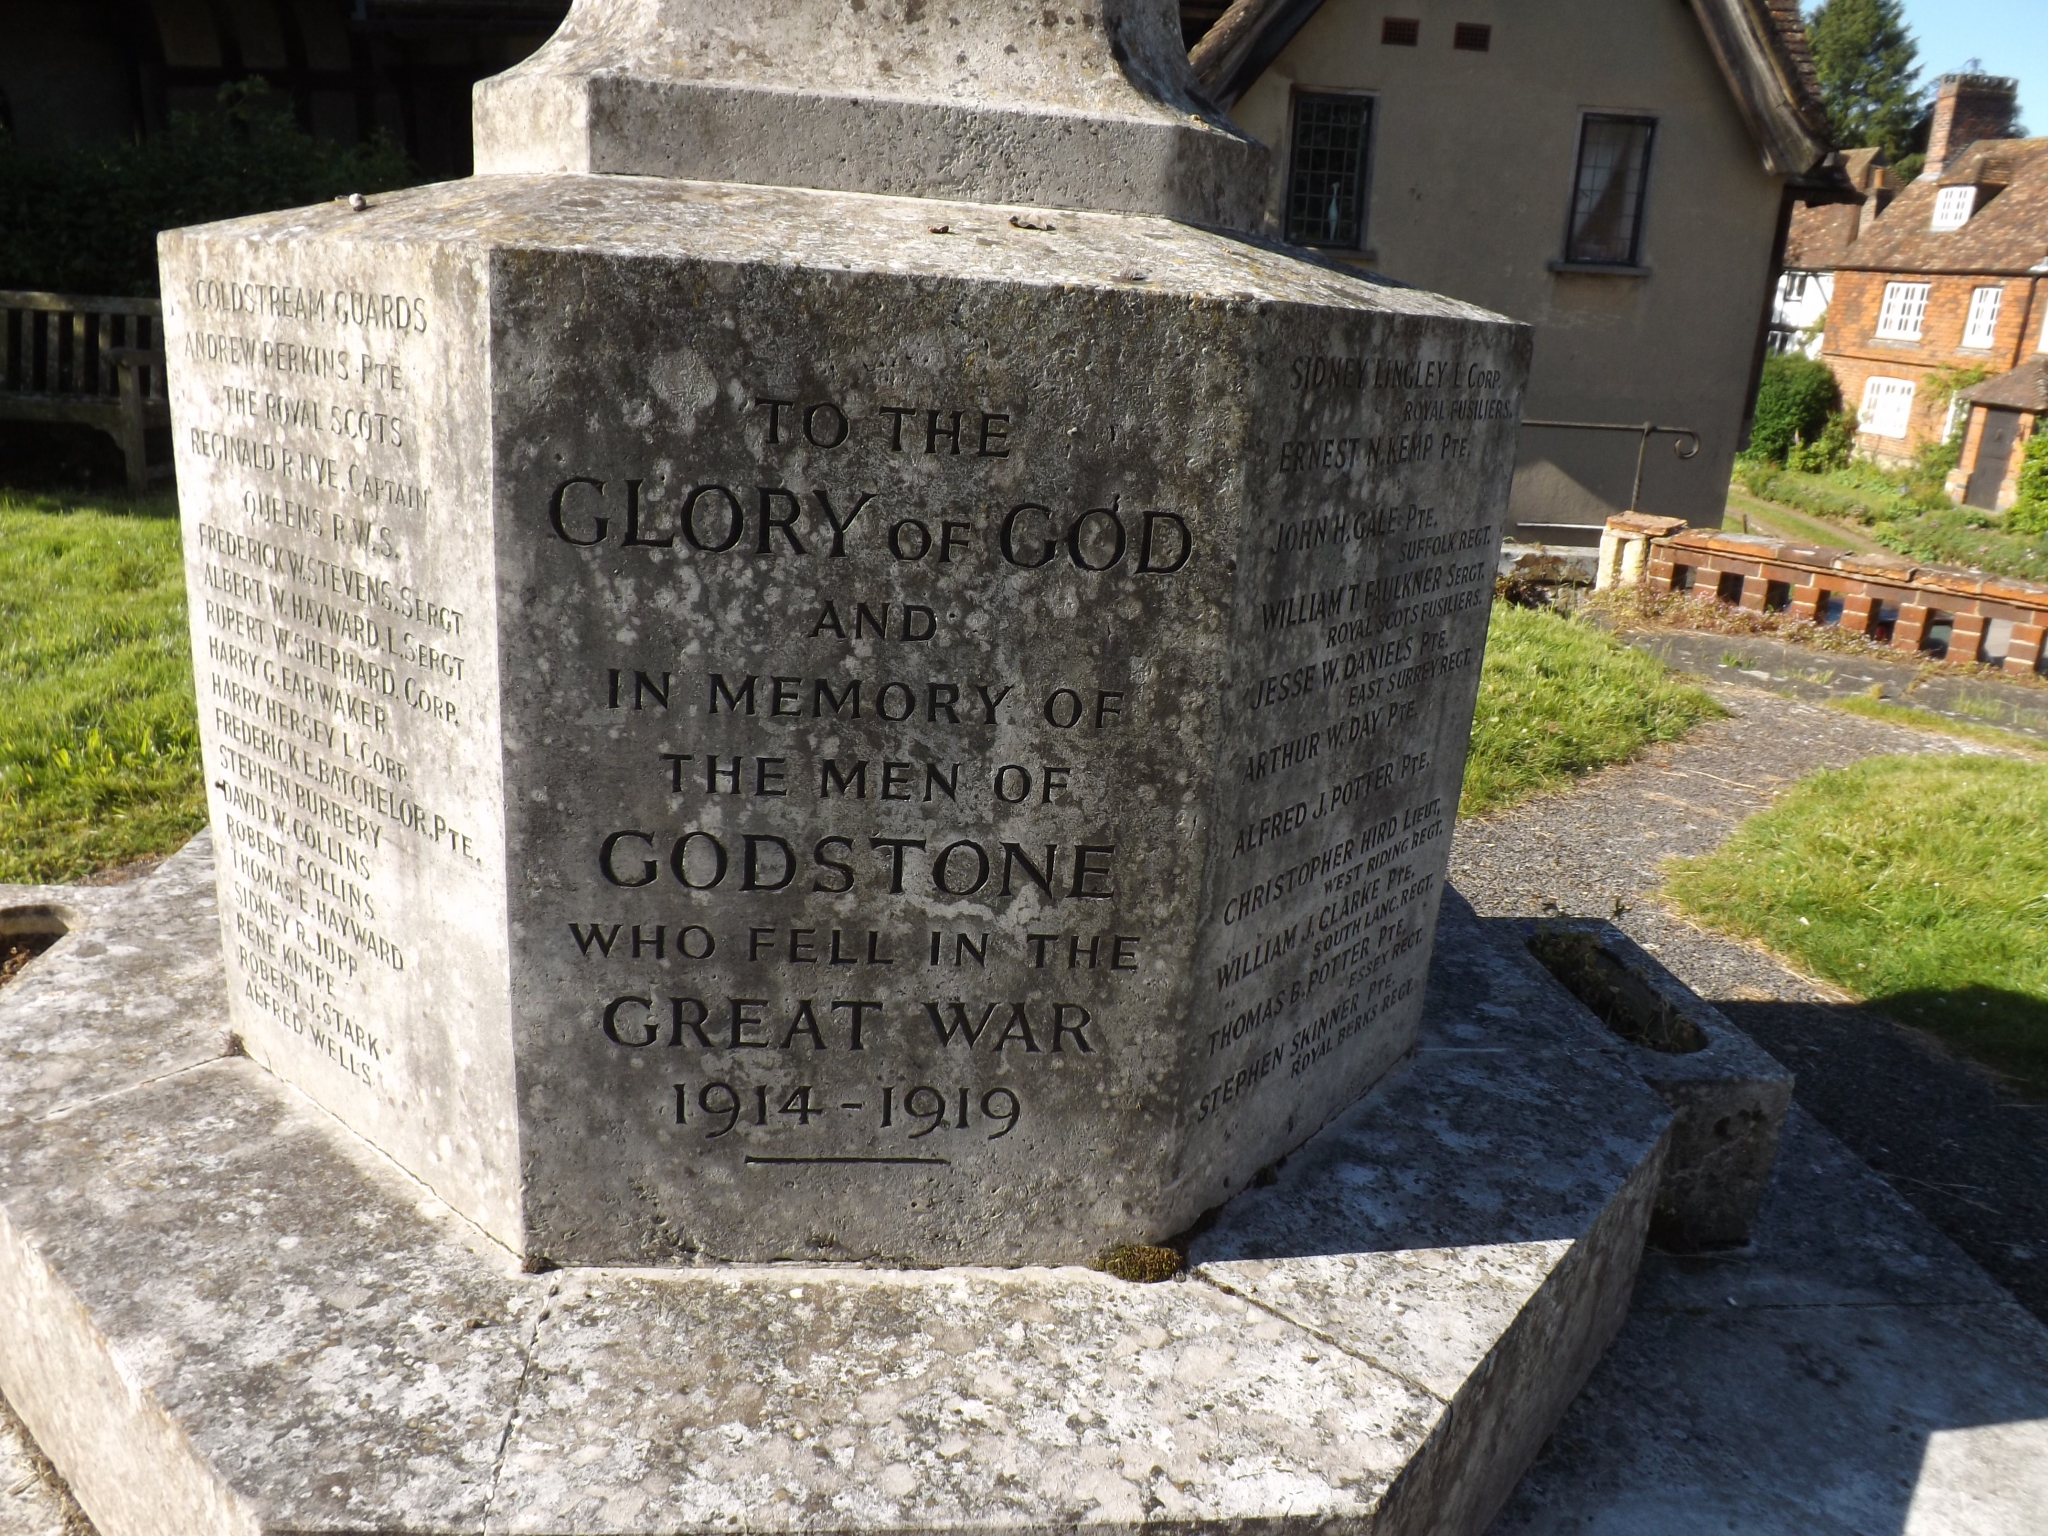 COLDSTREAM GUARDS
ANDREW PERKINS. PTE.
THE ROYAL SCOTS
REGINALD P. NYE. CAPTAIN
QUEENS R.W.S.
FREDERICK W. STEVENS. SERGT
ALBERT W. HAYWARD. L. SERGT
RUPERT W. SHEPHARD. CORP.
HARRY G. EARWAKER
HARRY HERSEY L. CORP.
FREDERICK E. BATCHELOR. PTE.
STEPHEN BURBERY
DAVID W. COLLINS
ROBERT COLLINS
THOMAS E. HAYWARD
SIDNEY R. JUPP
RENE KIMPE
ROBERT J. STARK
ALFRED WELLS
TO THE
GLORY OF GOD
AND
IN MEMORY OF
THE MEN OF
GODSTONE
WHO FELL IN THE
GREAT WAR
1914-1919
SIDNEY LINGLEY L CORP.
ROYAL FUSILIERS.
ERNEST N. KEMP PTE.
JOHN H. GALE PTE.
SUFFOLK REGT.
WILLIAM T FAULKNER SERGT.
ROYAL SCOTS FUSILIERS.
JESSE W. DANIELS PTE.
EAST SURREY REGT.
ARTHUR W. DAY PTE.
ALFRED J. POTTER PTE.
CHRISTOPHER HIRD LIEUT,
WEST RIDING REGT.
WILLIAM J. CLARKE PTE.
SOUTH LANC. REGT.
THOMAS B. POTTER PTE.
ESSEX REGT.
STEPHEN SKINNER PTE.
ROYAL BERKS REGT.